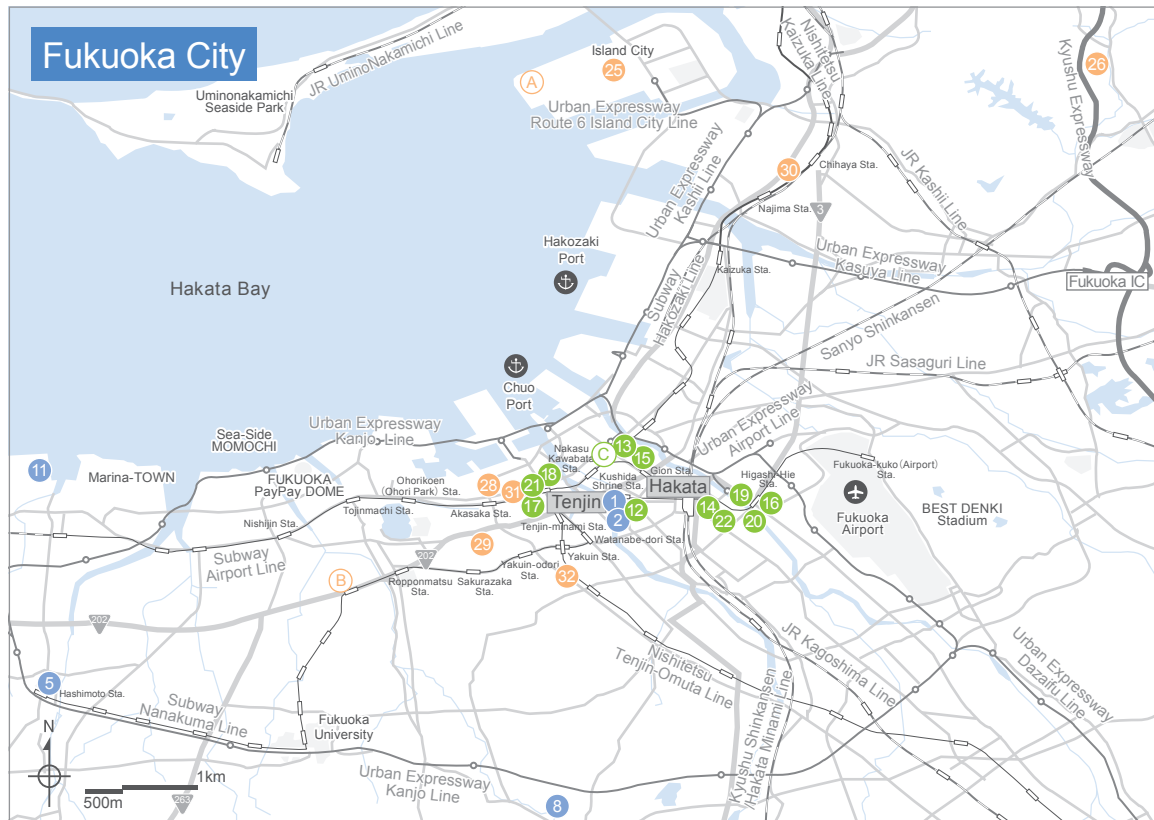 Fukuoka City
JR UminoNakamichi Line
Uminonakamichi
Seaside Park
Island City
25
A
Urban Expressway
Route 6 Island City Line
Nishitetsu
Kaizuka Line
26
Kyushu Expressway
Urban Expressway
Kashii Line
30
Chihaya Sta.
JR Kashii Line
Najima Sta.
3
Hakozaki
Port
Subway
Hakozaki Line
Kaizuka Sta.
Urban Expressway
Kasuya Line
Fukuoka IC
Hakata Bay
Sanyo Shinkansen
JR Sasaguri Line
Chuo
Port
Urban Expressway
Kanjo Line
Urban Expressway
Airport Line
Sea-Side
MOMOCHI
11
Marina-TOWN
FUKUOKA
PayPay DOME
Ohorikoen
(Ohori Park) Sta.
Tojinmachi Sta.
Nishijin Sta.
Akasaka Sta.
28
31
21
18
17
Nakasu
Kawabata
Sta.
C
13
15
Gion Sta.
Kushida
Shrine Sta.
Tenjin
1
2
12
Hakata
14
22
19
20
16
Higashi-Hie
Sta.
Fukuoka-kuko(Airport)
Sta.
Fukuoka
Airport
BEST DENKI
Stadium
Tenjin-minami Sta.
Watanabe-dori Sta.
Yakuin Sta.
Yakuin-odori
Sta.
29
32
202
Subway
Airport Line
B
Ropponmatsu
Sta.
Sakurazaka
Sta.
202
5
Hashimoto Sta.
Subway
Nanakuma Line
Fukuoka
University
Nishitetsu
Tenjin-Omuta Line
JR Kagoshima Line
Urban Expressway
Dazaifu Line
Kyushu Shinkansen
/Hakata Minami Line
Urban Expressway
Kanjo Line
8
263
N
500m
1km